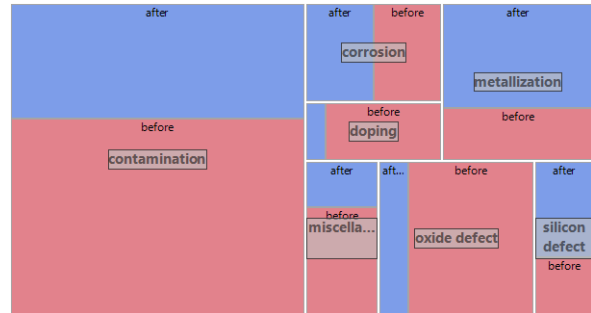 after
before
contamination
after
before
corrosion
before
doping
after
metallization
before
after
before
miscella...
aft...
before
oxide defect
after
silicon
defect
before